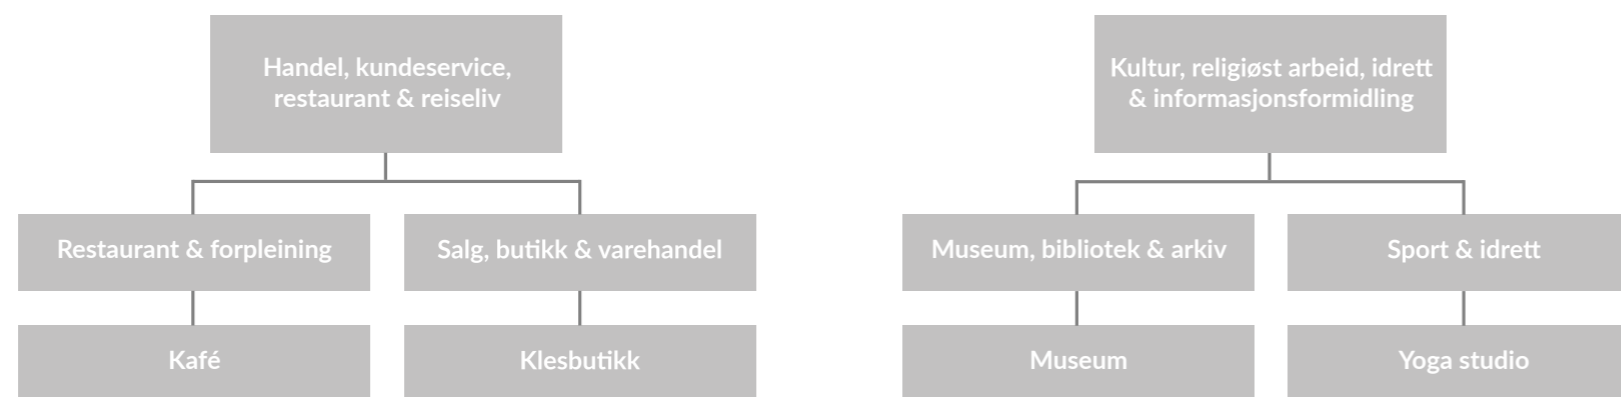 Handel, kundeservice,
restaurant & reiseliv
Kultur, religiøst arbeid, idrett
& informasjonsformidling
Restaurant & forpleining
Salg, butikk & varehandel
Museum, bibliotek & arkiv
Sport & idrett
Kafé
Klesbutikk
Museum
Yoga studio